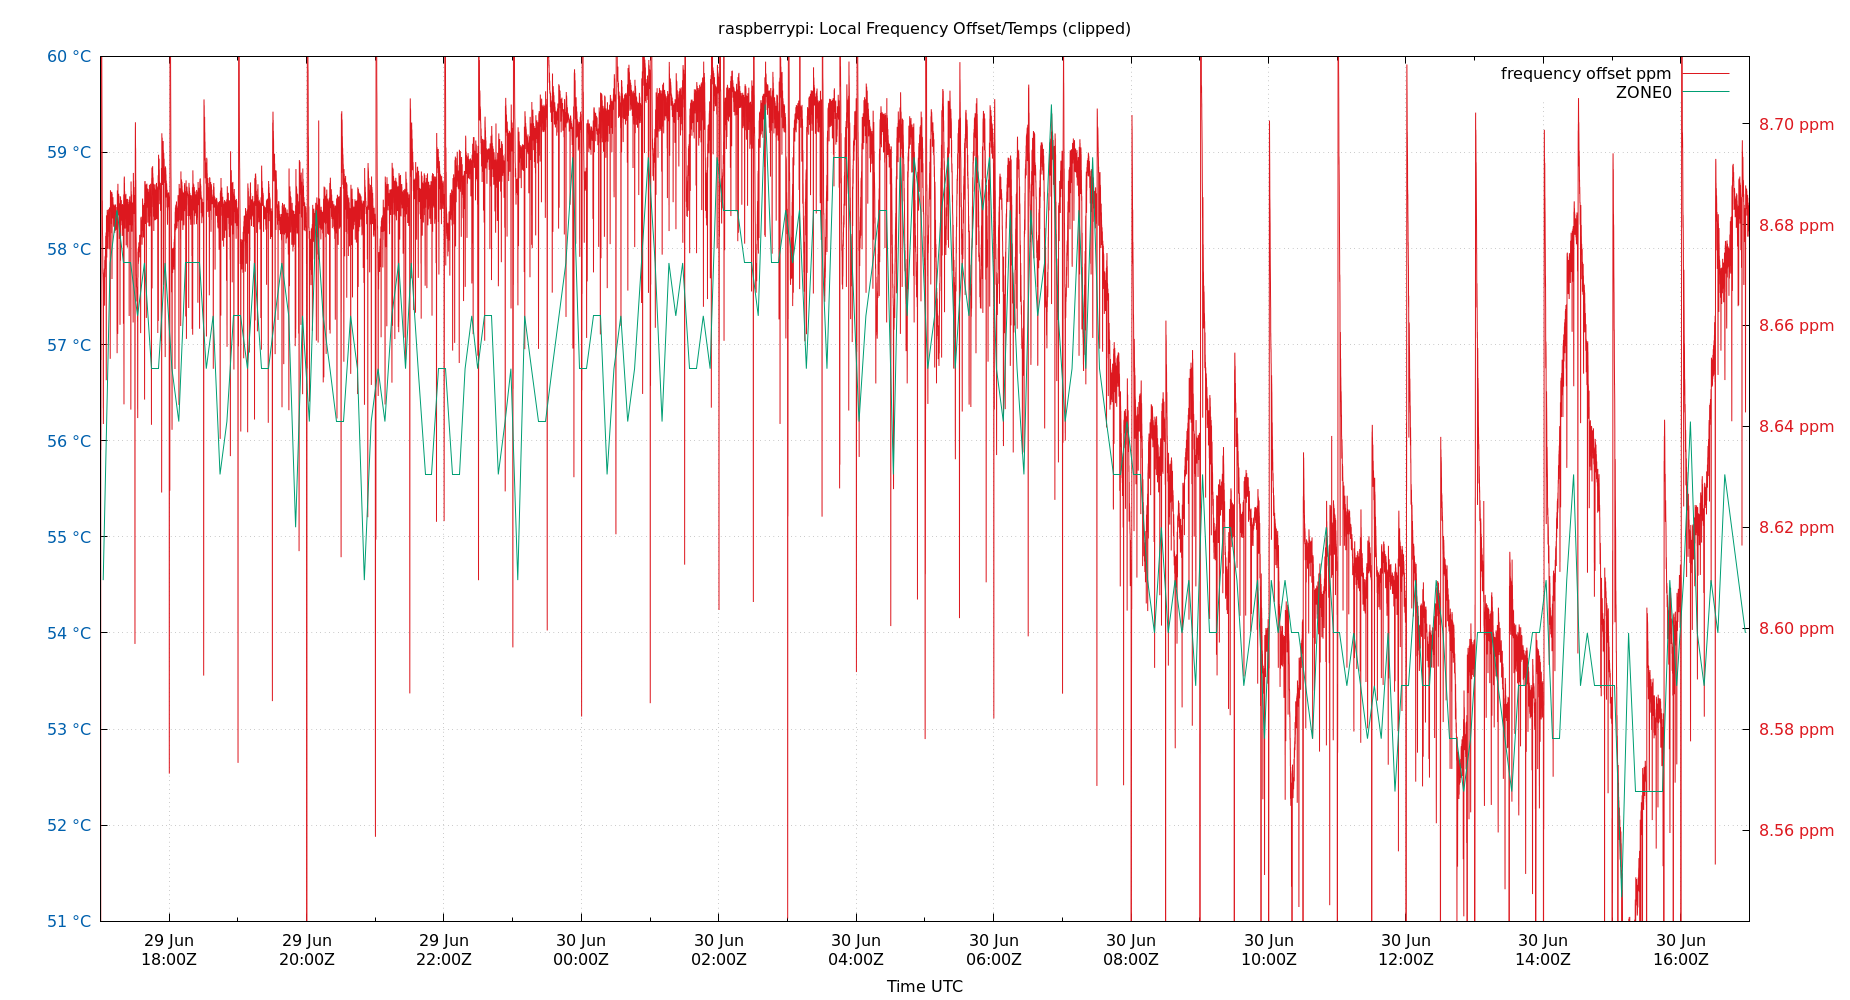 raspberrypi: Local Frequency Offset/Temps (clipped)
frequency offset ppm
ZONE0
60 °C
59 °C
58 °C
57 °C
56 °C
55 °C
54 °C
53 °C
52 °C
51 °C
8.70 ppm
8.68 ppm
8.66 ppm
8.64 ppm
8.62 ppm
8.60 ppm
8.58 ppm
8.56 ppm
29 Jun 29 Jun 29 Jun 30 Jun 30 Jun 30 Jun 30 Jun 30 Jun 30 Jun 30 Jun 30 Jun 30 Jun
18:00Z 20:00Z 22:00Z 00:00Z 02:00Z 04:00Z 06:00Z 08:00Z 10:00Z 12:00Z 14:00Z 16:00Z
Time UTC